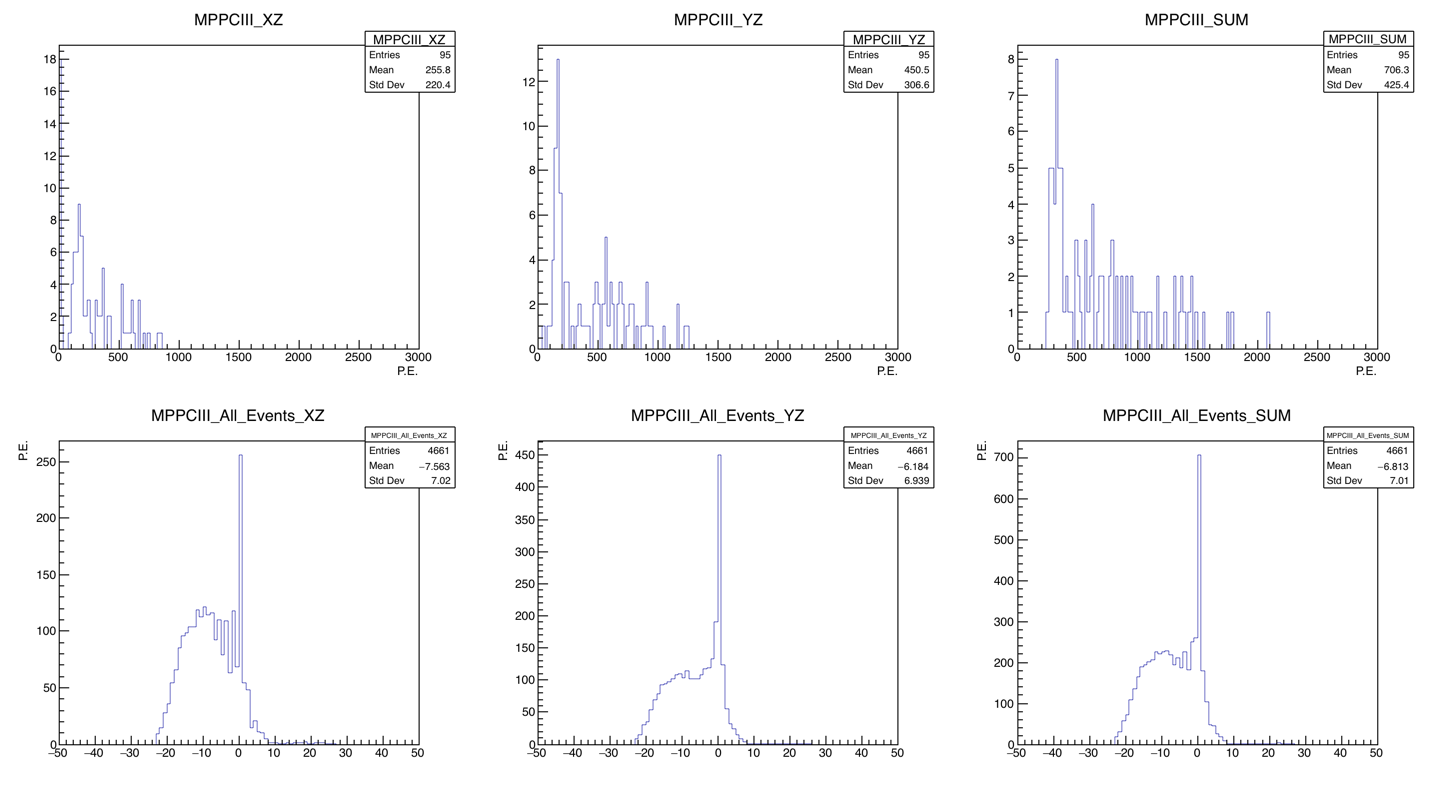 MPPCIII_XZ
MPPCIII_XZ
Entries 95
Mean 255.8
Std Dev 220.4
18
16
14
12
10
8
6
4
2
0
0 500 1000 1500 2000 2500 3000
P.E.
MPPCIII_YZ
MPPCIII_YZ
Entries 95
Mean 450.5
Std Dev 306.6
12
10
8
6
4
2
0
0 500 1000 1500 2000 2500 3000
P.E.
MPPCIII_SUM
MPPCIII_SUM
Entries 95
Mean 706.3
Std Dev 425.4
8
7
6
5
4
3
2
1
0
0 500 1000 1500 2000 2500 3000
P.E.
MPPCIII_All_Events_XZ
P.E.
MPPCIII_All_Events_XZ
Entries 4661
Mean −7.563
Std Dev 7.02
250
200
150
100
50
0
−50 −40 −30 −20 −10 0 10 20 30 40 50
MPPCIII_All_Events_YZ
P.E.
MPPCIII_All_Events_YZ
Entries 4661
Mean −6.184
Std Dev 6.939
450
400
350
300
250
200
150
100
50
0
−50 −40 −30 −20 −10 0 10 20 30 40 50
MPPCIII_All_Events_SUM
P.E.
MPPCIII_All_Events_SUM
Entries 4661
Mean −6.813
Std Dev 7.01
700
600
500
400
300
200
100
0
−50 −40 −30 −20 −10 0 10 20 30 40 50